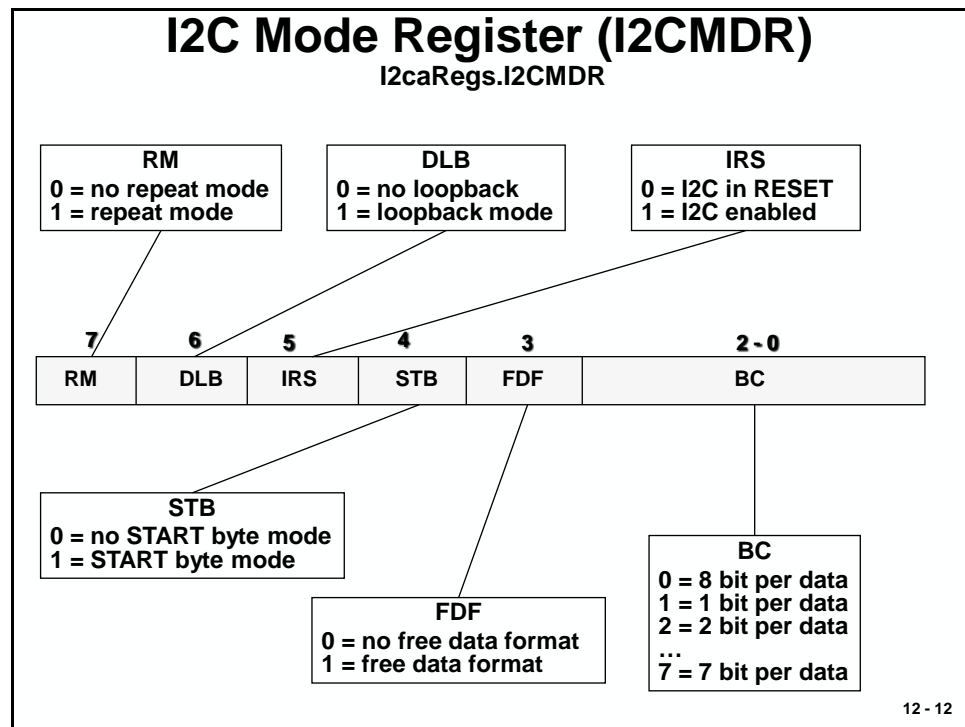 I2C Mode Register (I2CMDR)
I2caRegs.I2CMDR
RM
0 = no repeat mode
1 = repeat mode
DLB
0 = no loopback
1 = loopback mode
IRS
0 = I2C in RESET
1 = I2C enabled
7 6 5 4 3 2 - 0
RM DLB IRS STB FDF BC
STB
0 = no START byte mode
1 = START byte mode
FDF
0 = no free data format
1 = free data format
BC
0 = 8 bit per data
1 = 1 bit per data
2 = 2 bit per data
…
7 = 7 bit per data
12 - 12